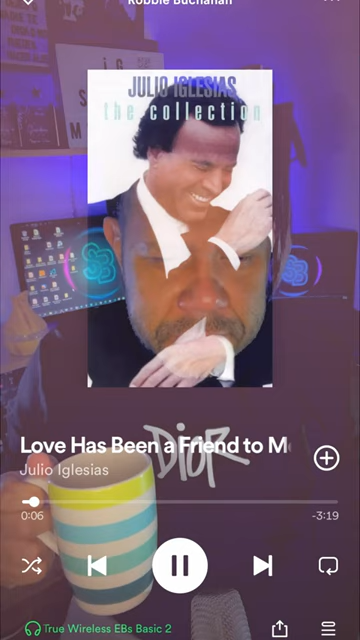 Robbie Buchanan
JULIO IGLESIAS
the collection
Love Has Been a Friend to M
Julio Iglesias
DIOR
0:06
-3:19
True Wireless EBs Basic 2